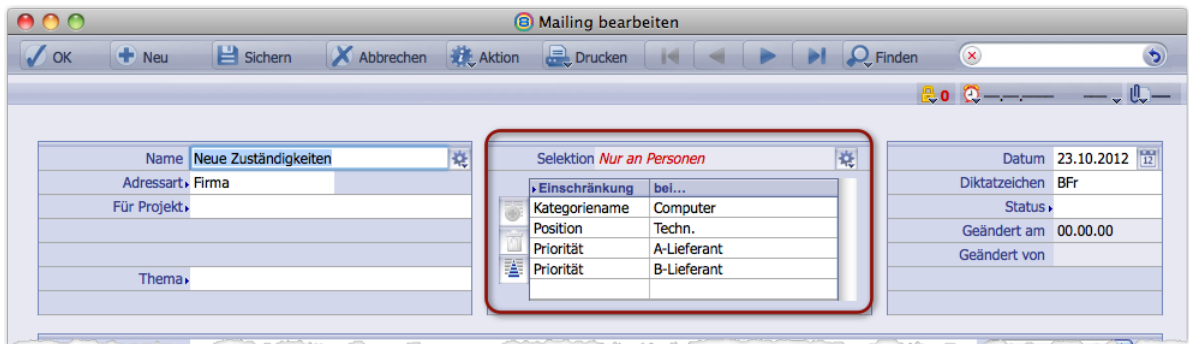 Mailing bearbeiten
OK Neu Sichern Abbrechen Aktion Drucken Finden
0 —.—.—— —
Name Neue Zuständigkeiten
Adressart Firma
Für Projekt
Thema
Selektion Nur an Personen
Einschränkung bei...
Kategoriename Computer
Position Techn.
Priorität A-Lieferant
Priorität B-Lieferant
Datum 23.10.2012 12
Diktatzeichen BFr
Status
Geändert am 00.00.00
Geändert von